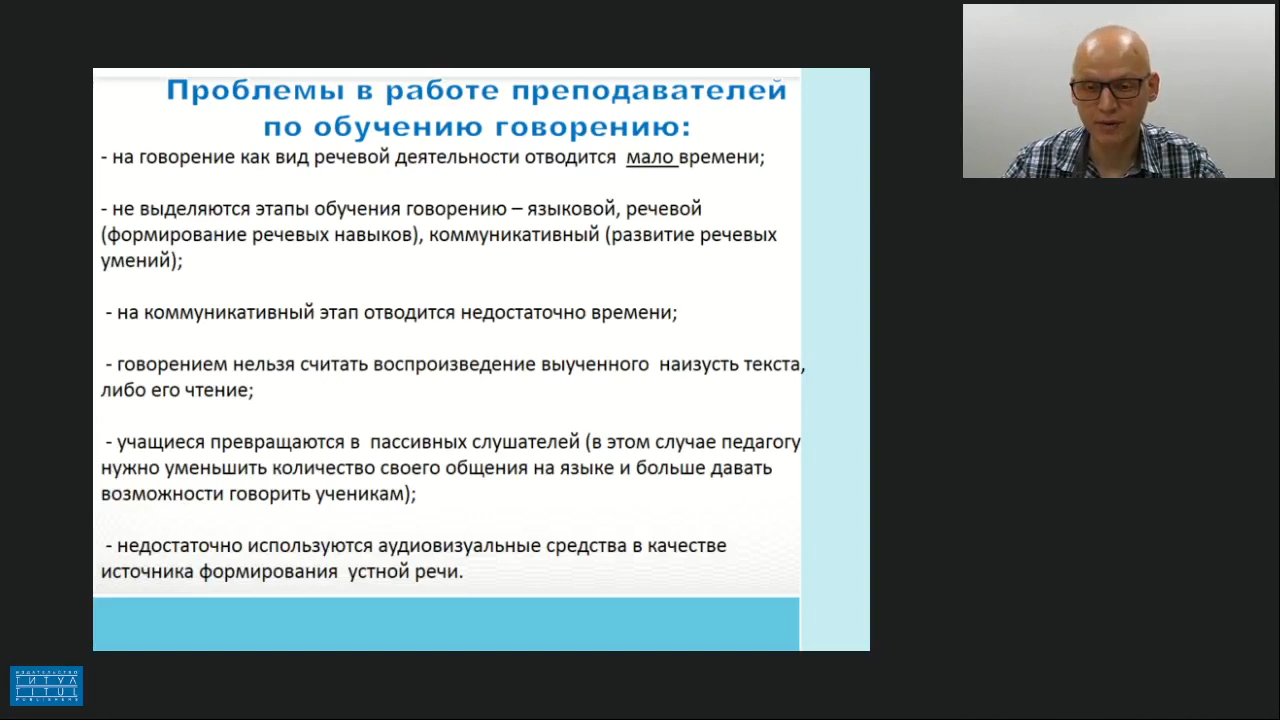 Проблемы в работе преподавателей
по обучению говорению:
- на говорение как вид речевой деятельности отводится мало времени;
- не выделяются этапы обучения говорению – языковой, речевой
(формирование речевых навыков), коммуникативный (развитие речевых
умений);
- на коммуникативный этап отводится недостаточно времени;
- говорением нельзя считать воспроизведение выученного наизусть текста,
либо его чтение;
- учащиеся превращаются в пассивных слушателей (в этом случае педагогу
нужно уменьшить количество своего общения на языке и больше давать
возможности говорить ученикам);
- недостаточно используются аудиовизуальные средства в качестве
источника формирования устной речи.
ИЗДАТЕЛЬСТВО
ТИТУЛ
TITUL
PUBLISHERS